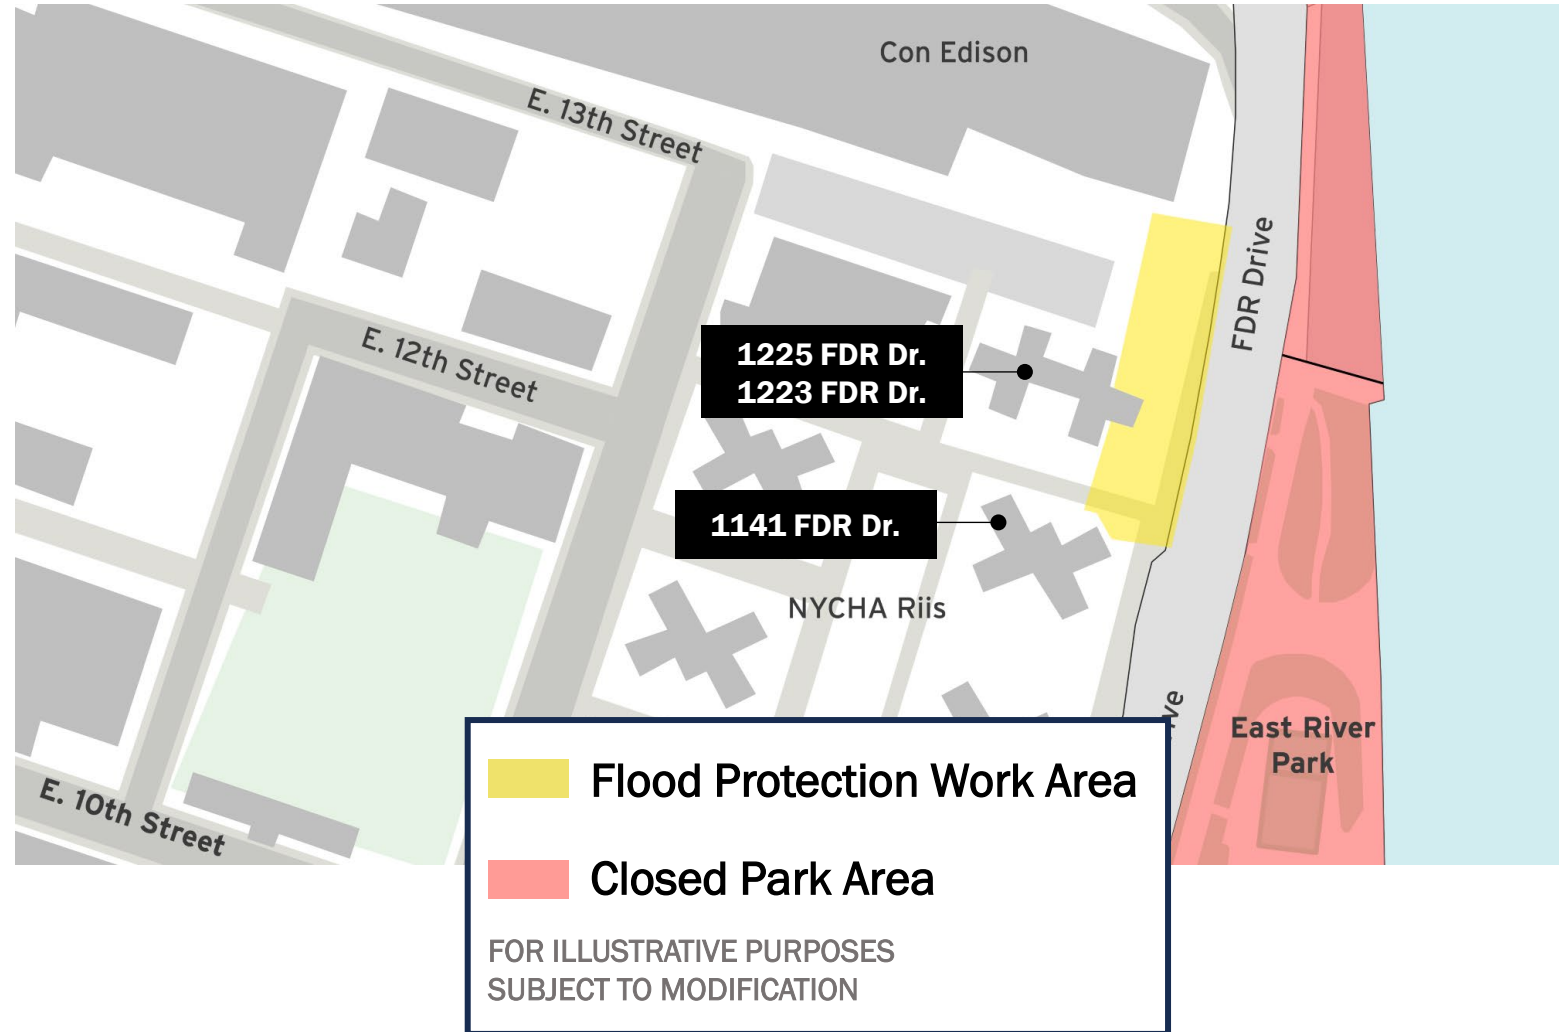 Con Edison
E. 13th Street
FDR Drive
E. 12th Street
1225 FDR Dr.
1223 FDR Dr.
1141 FDR Dr.
NYCHA Riis
East River
Park
E. 10th Street
Flood Protection Work Area
Closed Park Area
FOR ILLUSTRATIVE PURPOSES
SUBJECT TO MODIFICATION